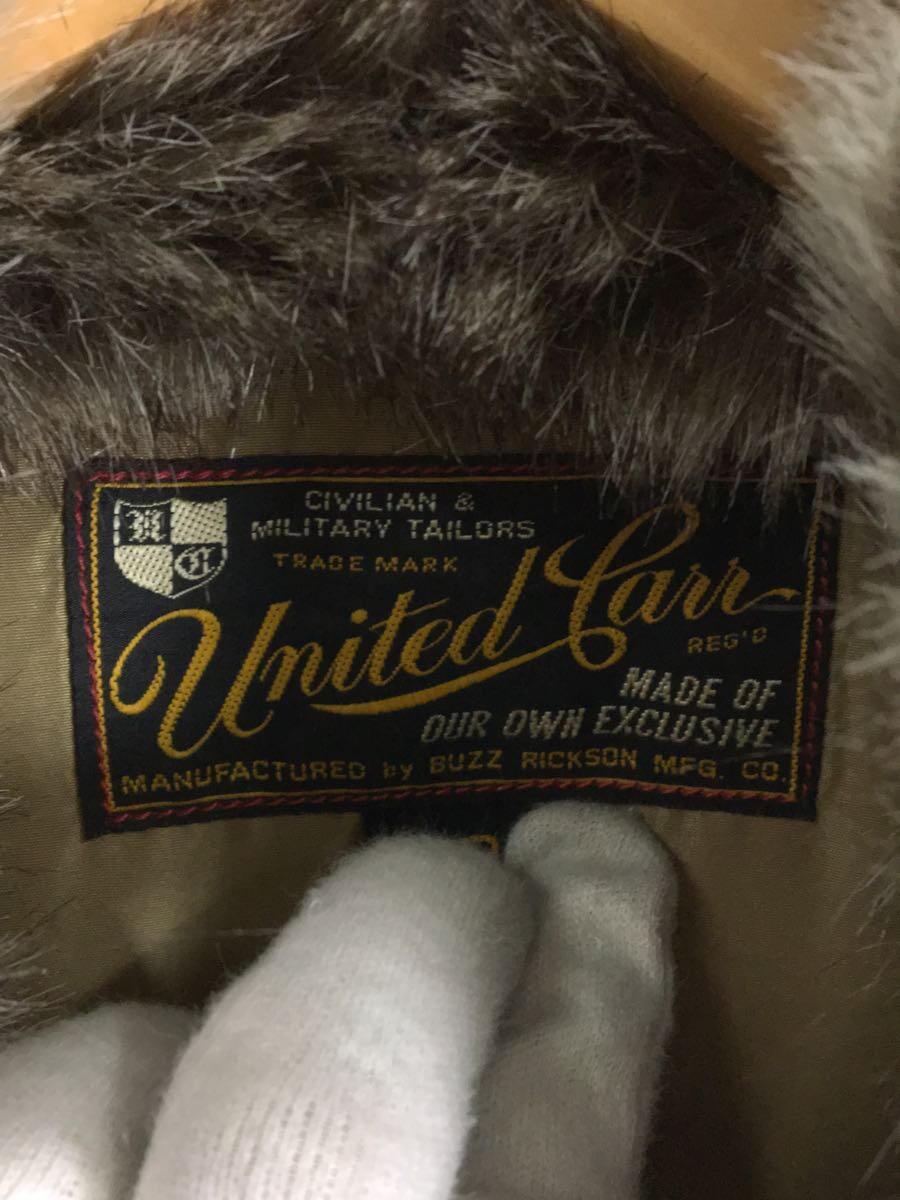 CIVILIAN &
MILITARY TAILORS
TRADE MARK
United Carr
REG'D
MADE OF
OUR OWN EXCLUSIVE
MANUFACTURED by BUZZ RICKSON MFG. CO.